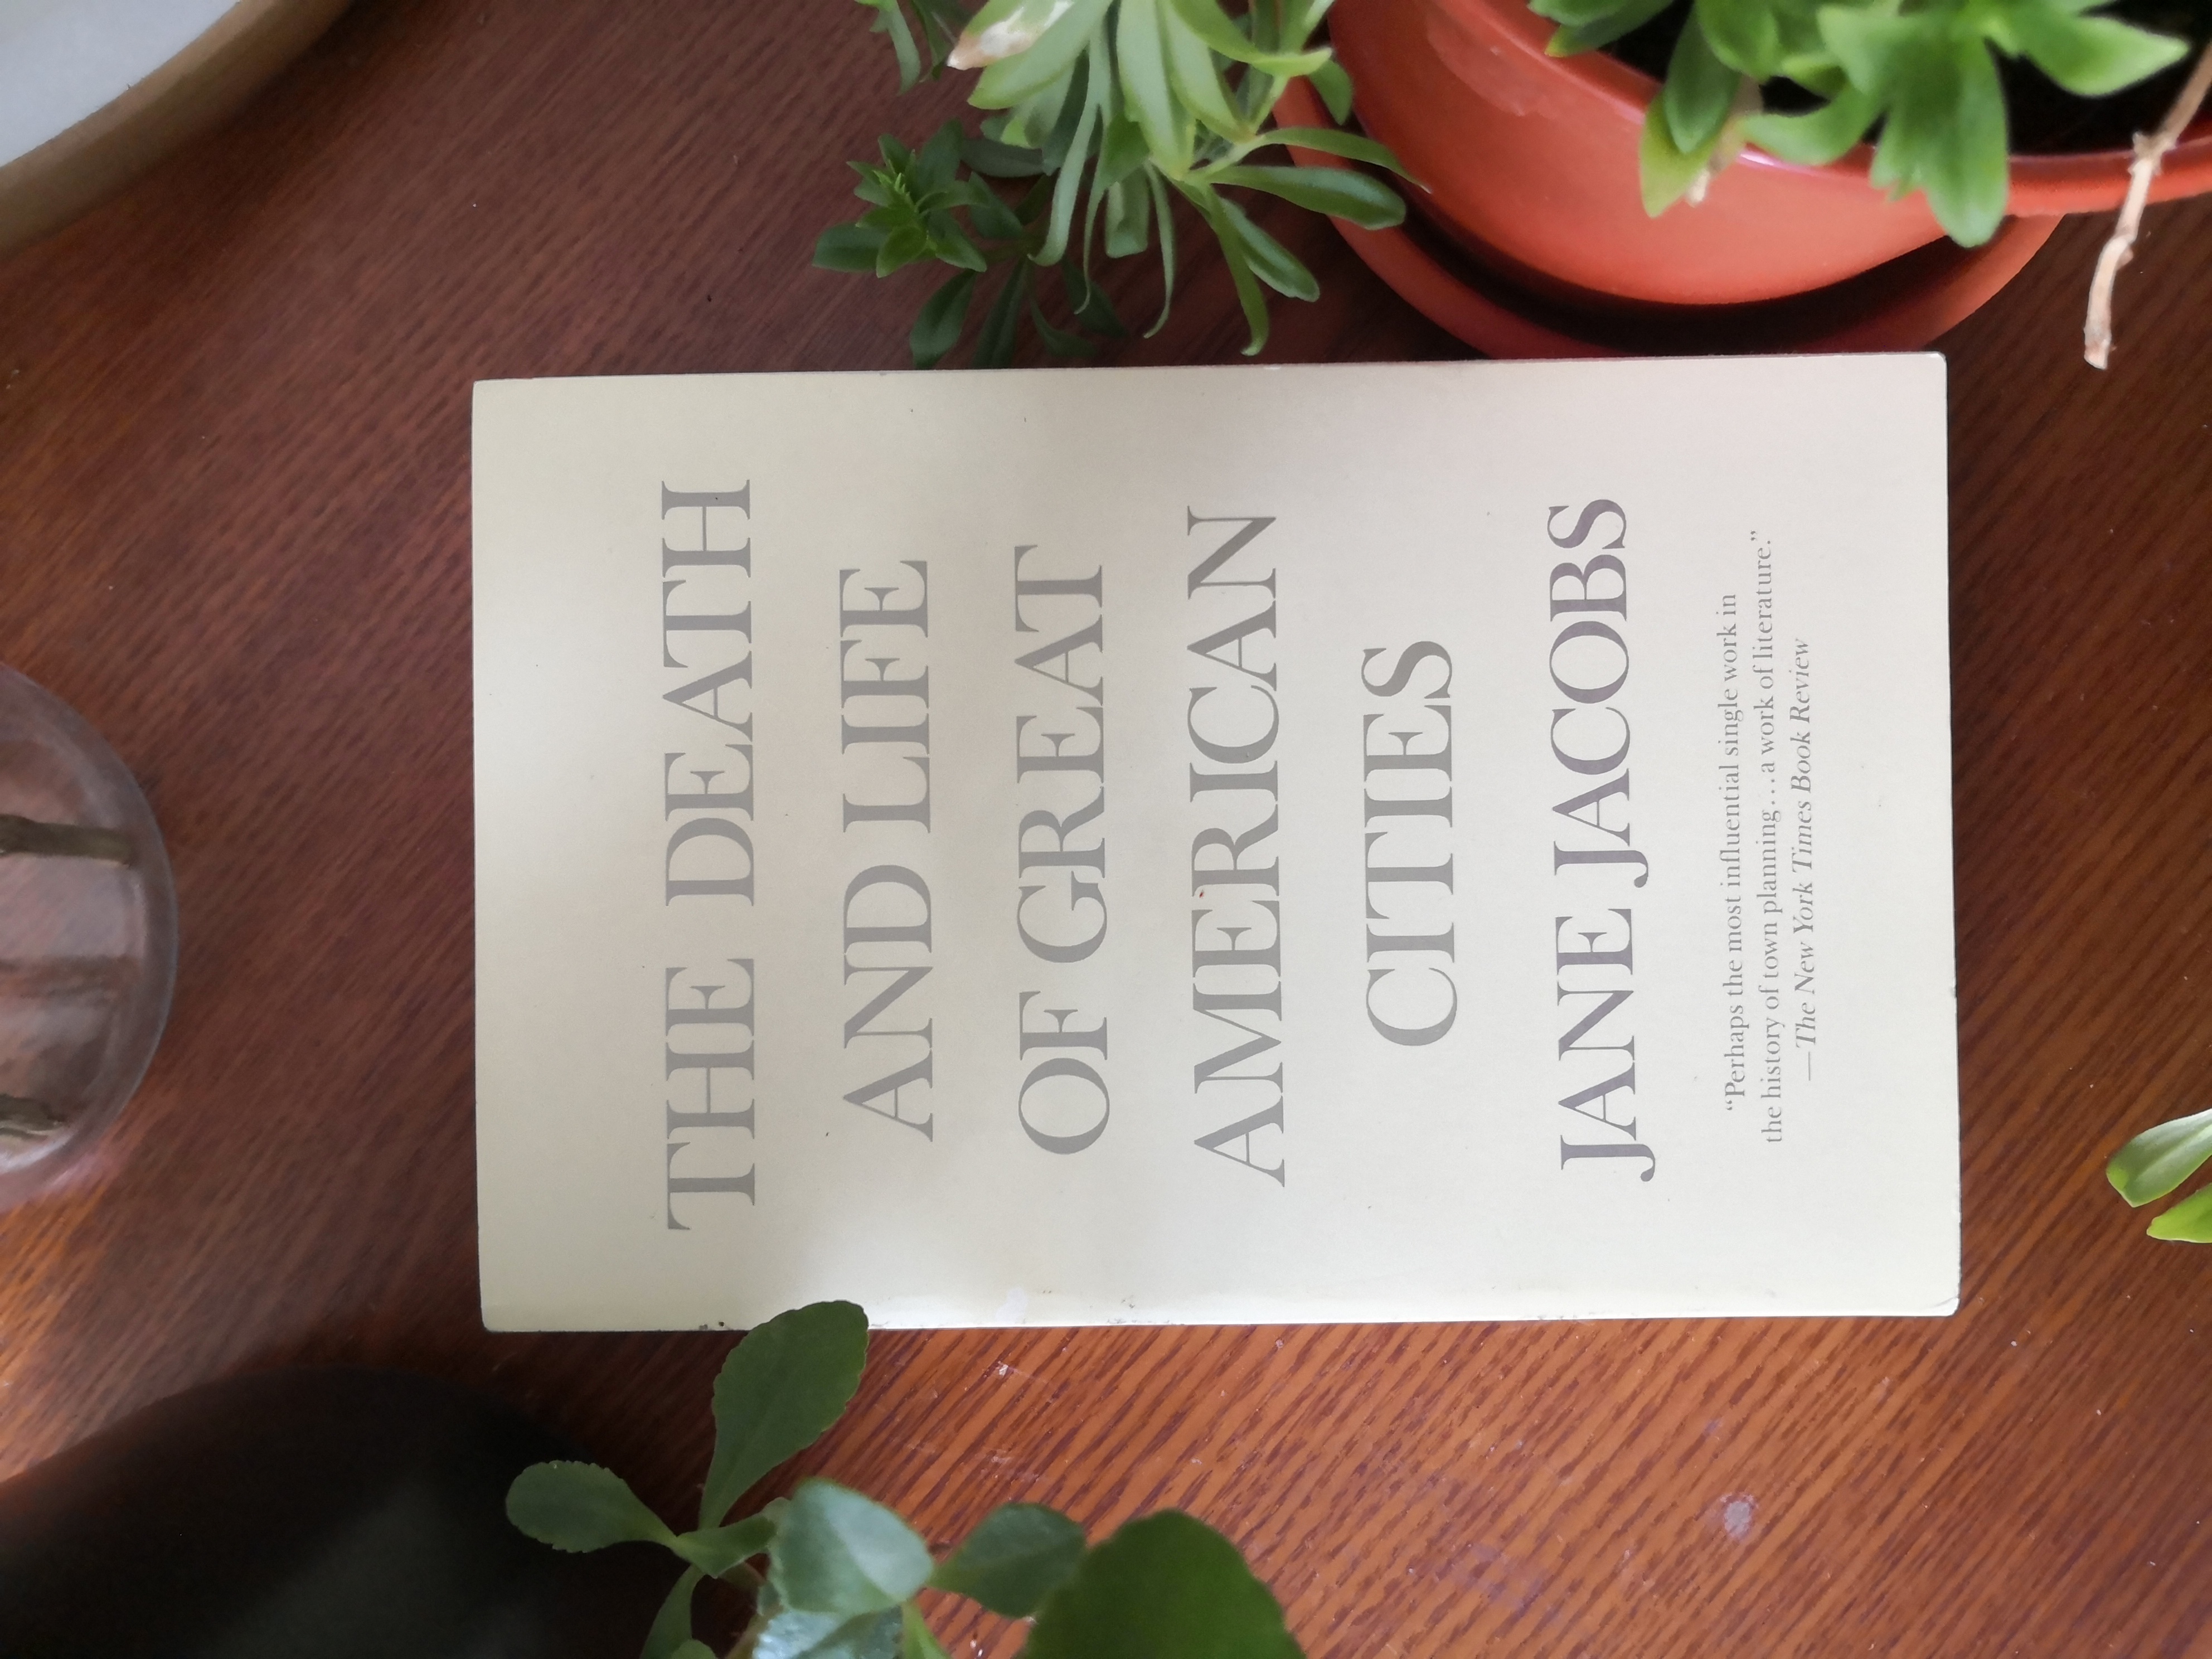 THE DEATH
AND LIFE
OF GREAT
AMERICAN
CITIES
JANE JACOBS
“Perhaps the most influential single work in
the history of town planning...a work of literature.”
—The New York Times Book Review